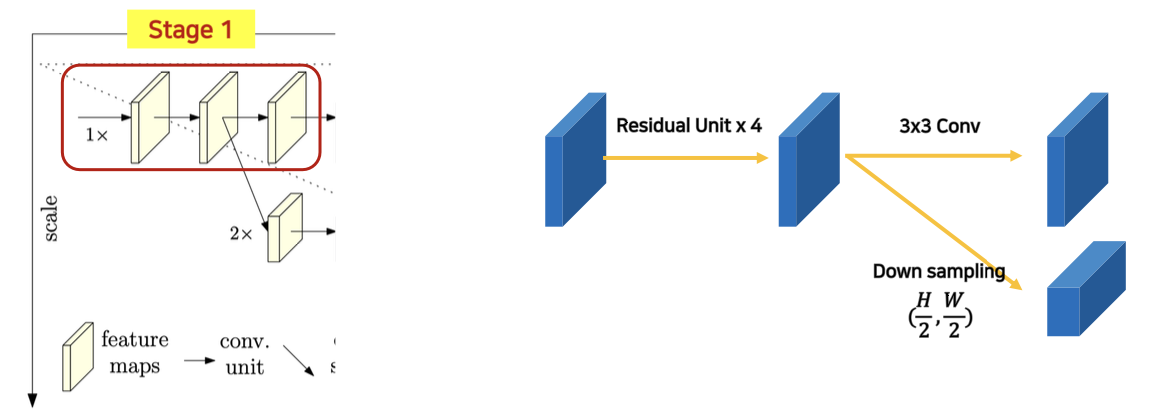 Stage 1
1×
scale
2×
feature
maps
conv.
unit
Residual Unit x 4
3x3 Conv
Down sampling
(H/2, W/2)